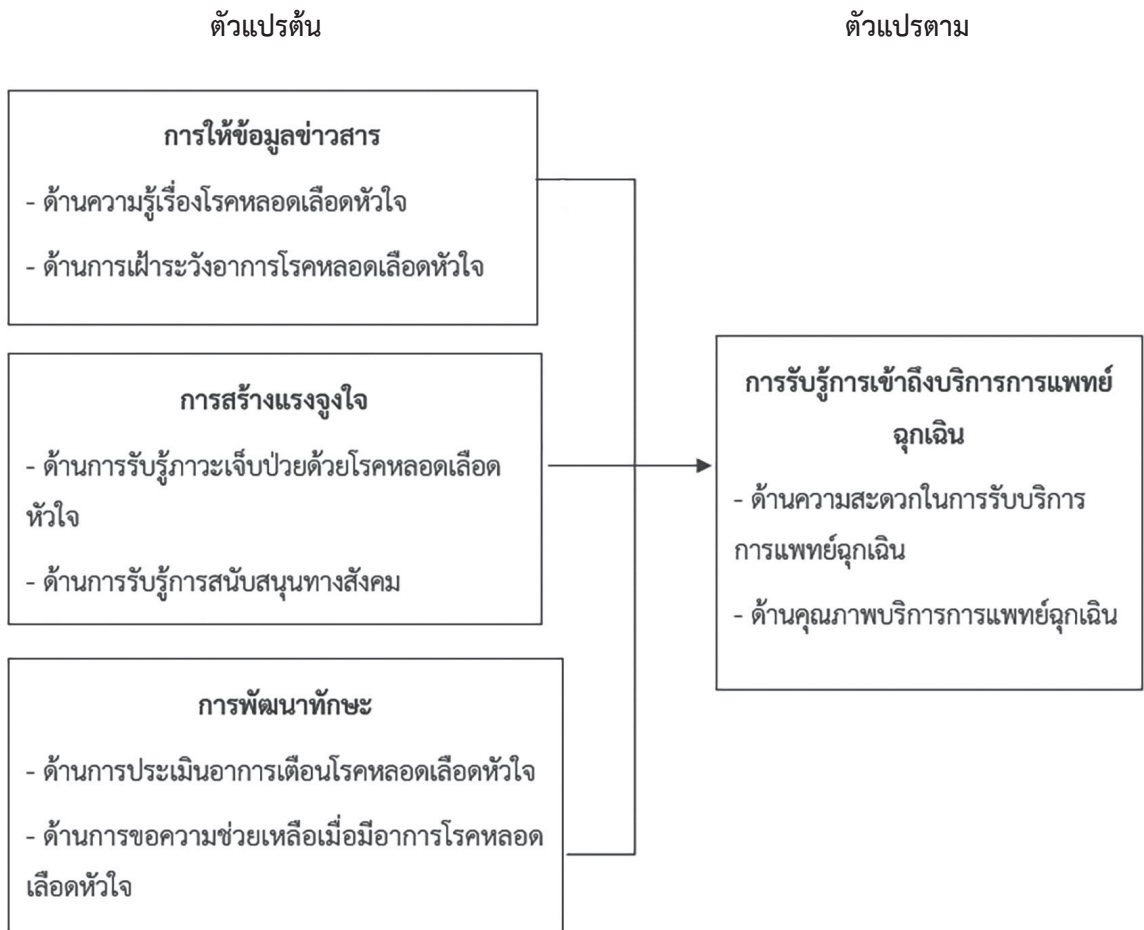 ตัวแปรต้น
ตัวแปรตาม
การให้ข้อมูลข่าวสาร
- ด้านความรู้เรื่องโรคหลอดเลือดหัวใจ
- ด้านการเฝ้าระวังอาการโรคหลอดเลือดหัวใจ
การสร้างแรงจูงใจ
- ด้านการรับรู้ภาวะเจ็บป่วยด้วยโรคหลอดเลือด
หัวใจ
- ด้านการรับรู้การสนับสนุนทางสังคม
การพัฒนาทักษะ
- ด้านการประเมินอาการเตือนโรคหลอดเลือดหัวใจ
- ด้านการขอความช่วยเหลือเมื่อมีอาการโรคหลอด
เลือดหัวใจ
การรับรู้การเข้าถึงบริการการแพทย์
ฉุกเฉิน
- ด้านความสะดวกในการรับบริการ
การแพทย์ฉุกเฉิน
- ด้านคุณภาพบริการการแพทย์ฉุกเฉิน